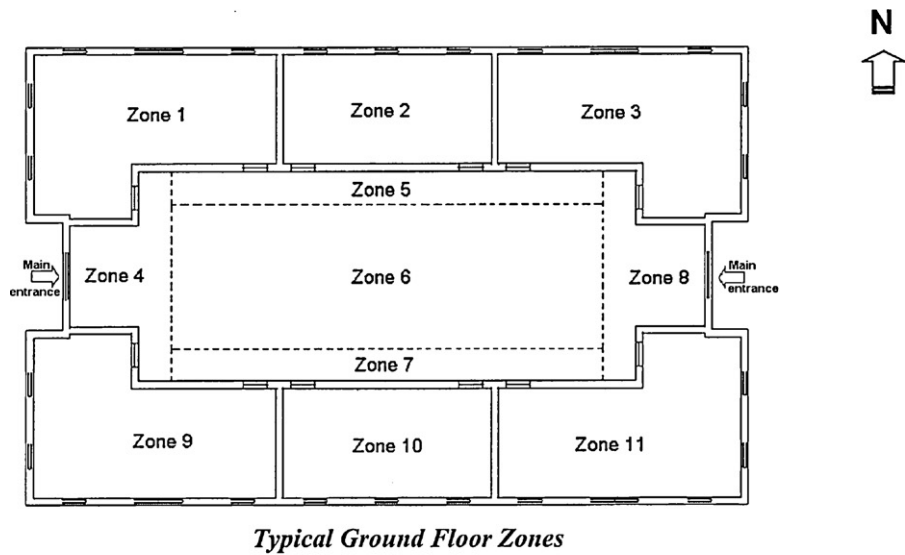 N
Zone 1
Zone 2
Zone 3
Zone 5
Main
entrance
Zone 4
Zone 6
Zone 8
Main
entrance
Zone 7
Zone 9
Zone 10
Zone 11
Typical Ground Floor Zones